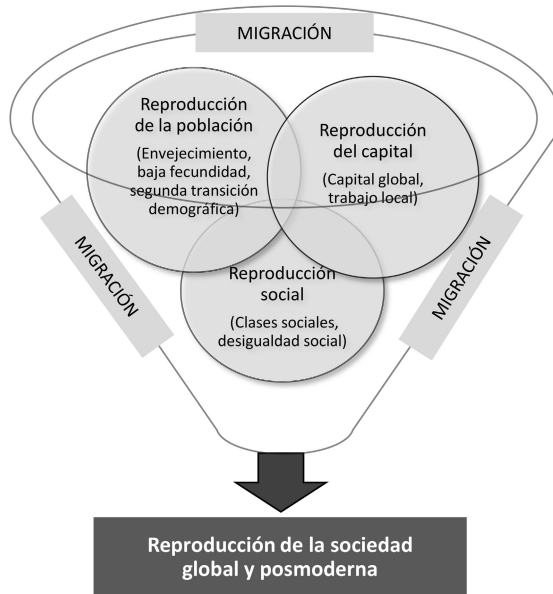 MIGRACIÓN
Reproducción
de la población
(Envejecimiento,
baja fecundidad,
segunda transición
demográfica)
Reproducción
del capital
(Capital global,
trabajo local)
MIGRACIÓN
MIGRACIÓN
Reproducción
social
(Clases sociales,
desigualdad social)
Reproducción de la sociedad
global y posmoderna